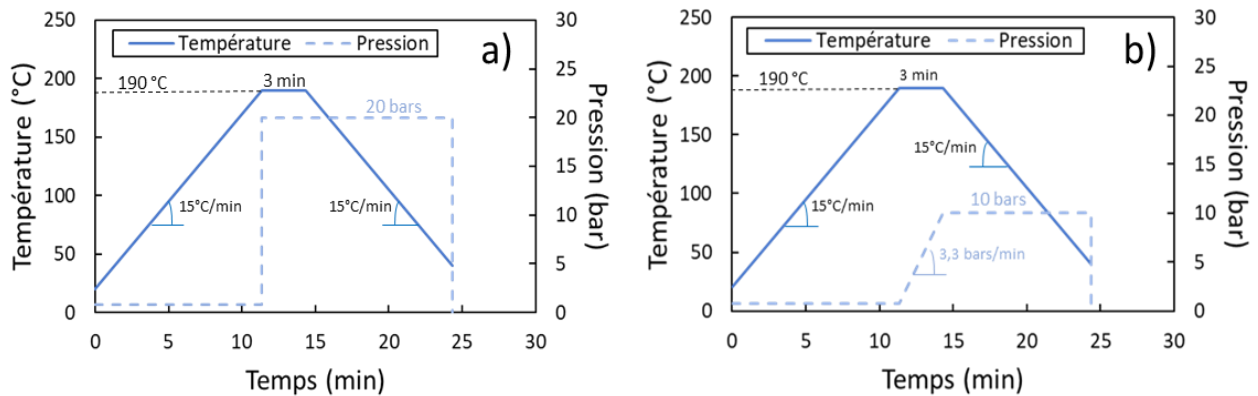 250
200
150
100
50
0
Température (°C)
Température
Pression
a)
190 °C
3 min
20 bars
15°C/min
15°C/min
30
25
20
15
10
5
0
Pression (bar)
0
5
10
15
20
25
30
Temps (min)
250
200
150
100
50
0
Température (°C)
Température
Pression
b)
190 °C
3 min
15°C/min
10 bars
15°C/min
3,3 bars/min
30
25
20
15
10
5
0
Pression (bar)
0
5
10
15
20
25
30
Temps (min)